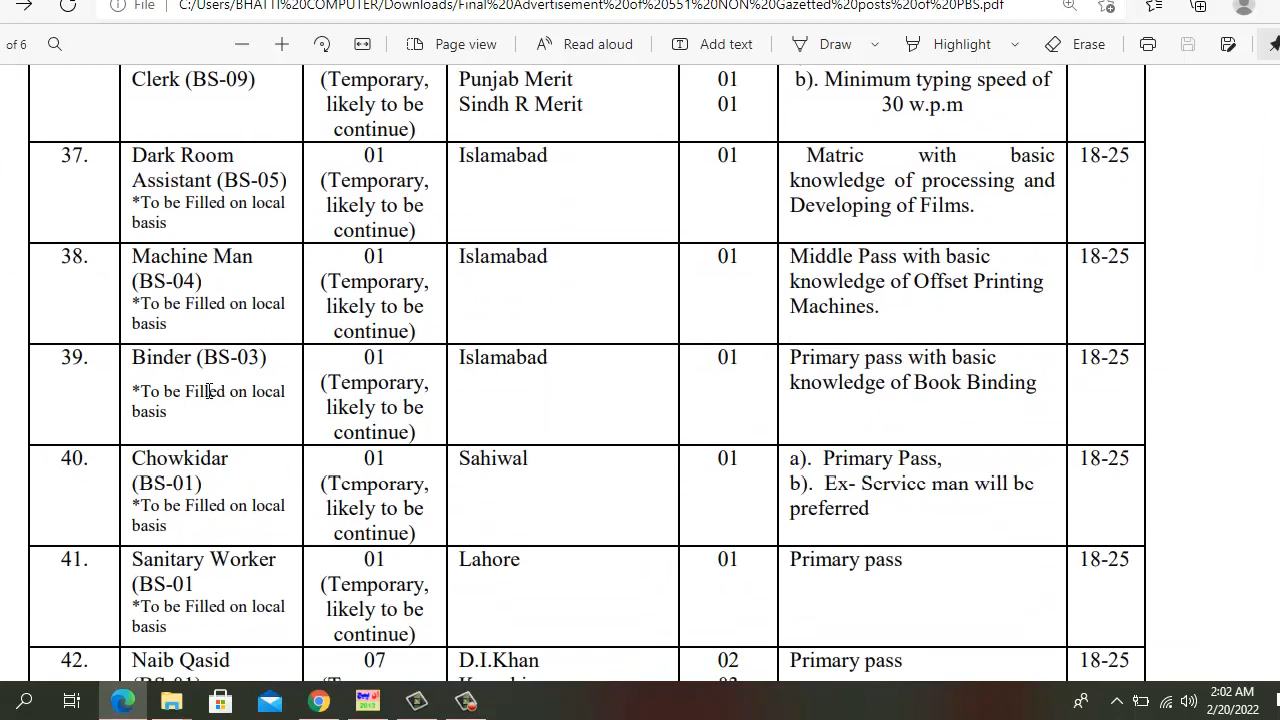 File C:/Users/BHATTI%20COMPUTER/Downloads/Final%20Advertisement%20of%20551%20NON%20Gazetted%20posts%20of%20PBS.pdf
of 6 Page view Read aloud Add text Draw Highlight Erase
Clerk (BS-09) (Temporary, Punjab Merit 01 b). Minimum typing speed of
likely to be Sindh R Merit 01 30 w.p.m
continue)
37. Dark Room 01 Islamabad 01 Matric with basic 18-25
Assistant (BS-05) (Temporary, knowledge of processing and
*To be Filled on local likely to be Developing of Films.
basis continue)
38. Machine Man 01 Islamabad 01 Middle Pass with basic 18-25
(BS-04) (Temporary, knowledge of Offset Printing
*To be Filled on local likely to be Machines.
basis continue)
39. Binder (BS-03) 01 Islamabad 01 Primary pass with basic 18-25
*To be Filled on local (Temporary, knowledge of Book Binding
basis likely to be
continue)
40. Chowkidar 01 Sahiwal 01 a). Primary Pass, 18-25
(BS-01) (Temporary, b). Ex- Service man will be
*To be Filled on local likely to be preferred
basis continue)
41. Sanitary Worker 01 Lahore 01 Primary pass 18-25
(BS-01 (Temporary,
*To be Filled on local likely to be
basis continue)
42. Naib Qasid 07 D.I.Khan 02 Primary pass 18-25
2:02 AM
2/20/2022